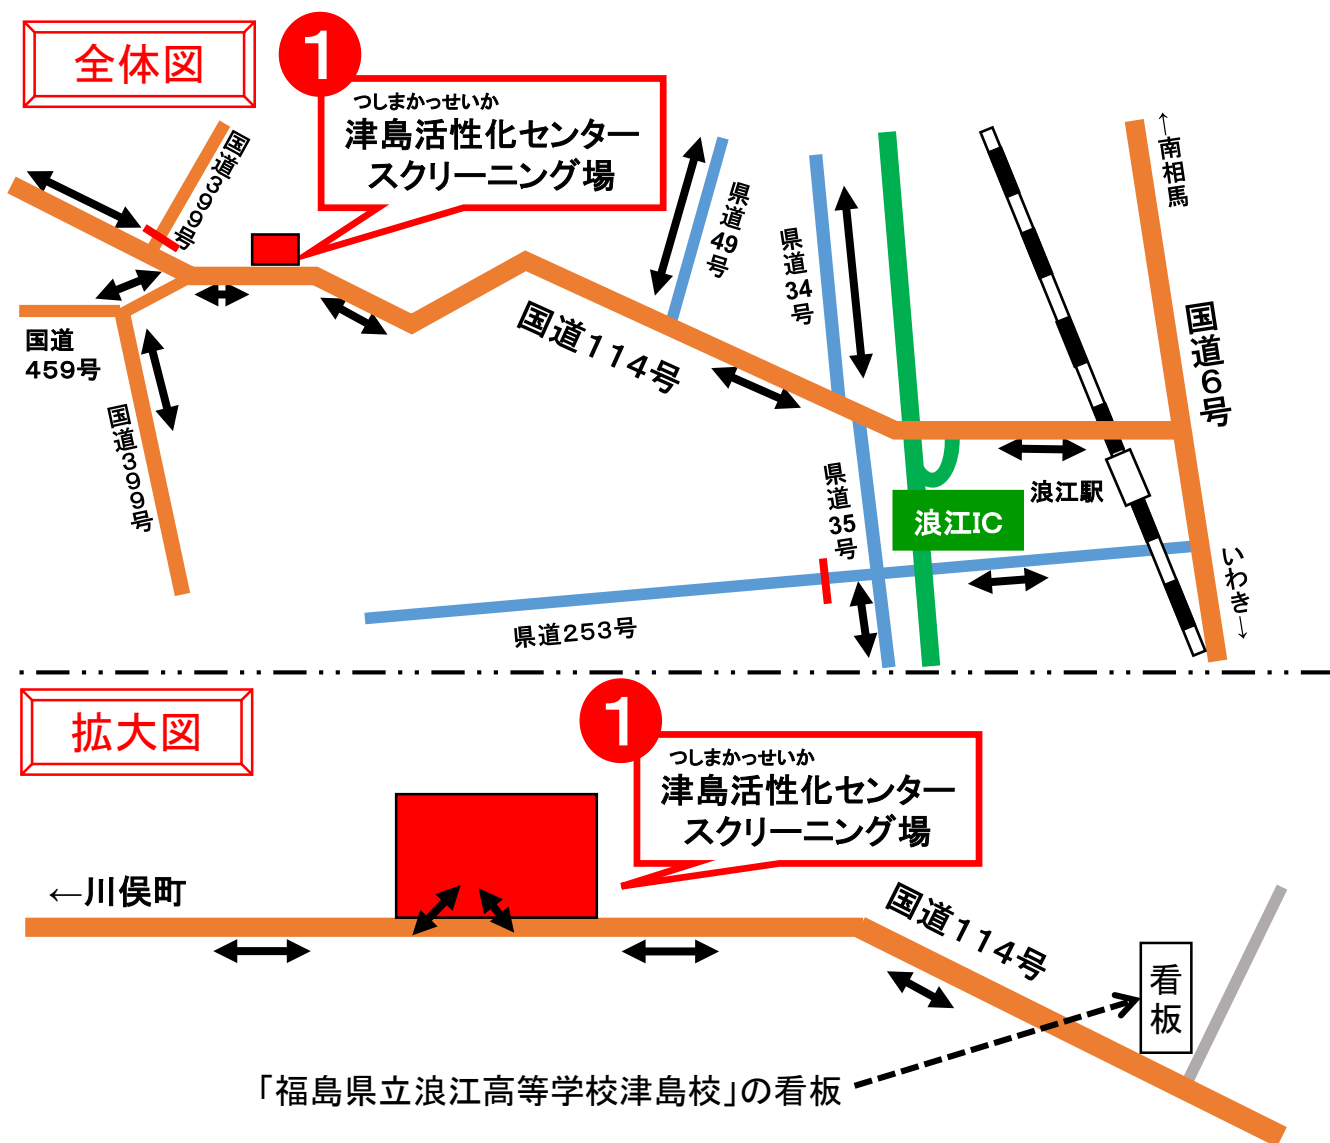 全体図
1
つしまかっせいか
津島活性化センター
スクリーニング場
国道399号
国道
459号
国道399号
国道114号
県道49号
県道34号
県道35号
←南相馬
国道6号
浪江駅
浪江IC
いわき→
県道253号
拡大図
1
つしまかっせいか
津島活性化センター
スクリーニング場
←川俣町
国道114号
看板
「福島県立浪江高等学校津島校」の看板